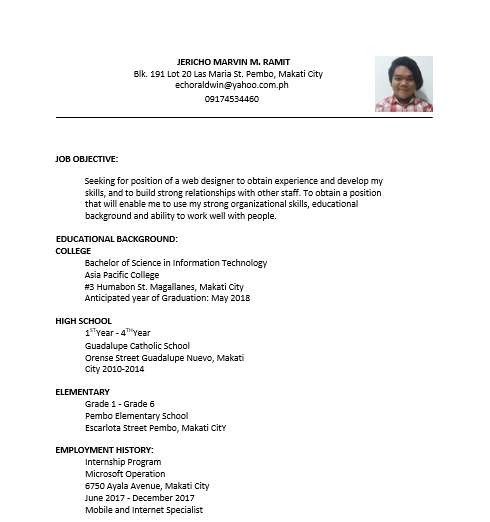 JERICHO MARVIN M. RAMIT
Blk. 191 Lot 20 Las Maria St. Pembo, Makati City
echoraldwin@yahoo.com.ph
09174534460
JOB OBJECTIVE:
Seeking for position of a web designer to obtain experience and develop my
skills, and to build strong relationships with other staff. To obtain a position
that will enable me to use my strong organizational skills, educational
background and ability to work well with people.
EDUCATIONAL BACKGROUND:
COLLEGE
Bachelor of Science in Information Technology
Asia Pacific College
#3 Humabon St. Magallanes, Makati City
Anticipated year of Graduation: May 2018
HIGH SCHOOL
1STYear - 4THYear
Guadalupe Catholic School
Orense Street Guadalupe Nuevo, Makati
City 2010-2014
ELEMENTARY
Grade 1 - Grade 6
Pembo Elementary School
Escarlota Street Pembo, Makati CitY
EMPLOYMENT HISTORY:
Internship Program
Microsoft Operation
6750 Ayala Avenue, Makati City
June 2017 - December 2017
Mobile and Internet Specialist